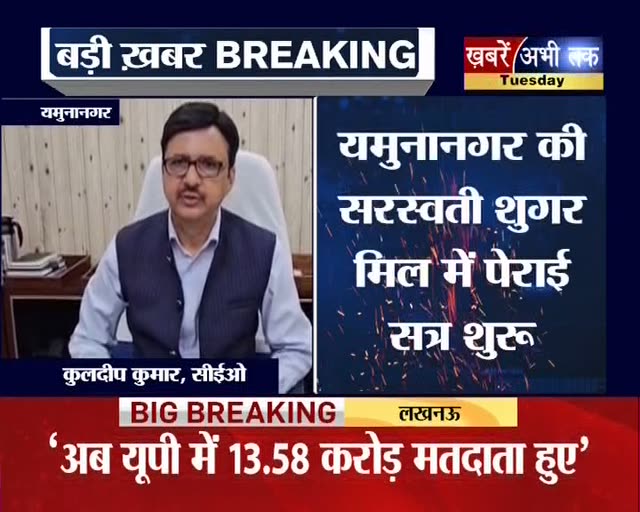 बड़ी ख़बर BREAKING
ख़बरें अभी तक
Tuesday
यमुनानगर
यमुनानगर की
सरस्वती शुगर
मिल में पेराई
सत्र शुरू
कुलदीप कुमार, सीईओ
BIG BREAKING
लखनऊ
‘अब यूपी में 13.58 करोड़ मतदाता हुए’